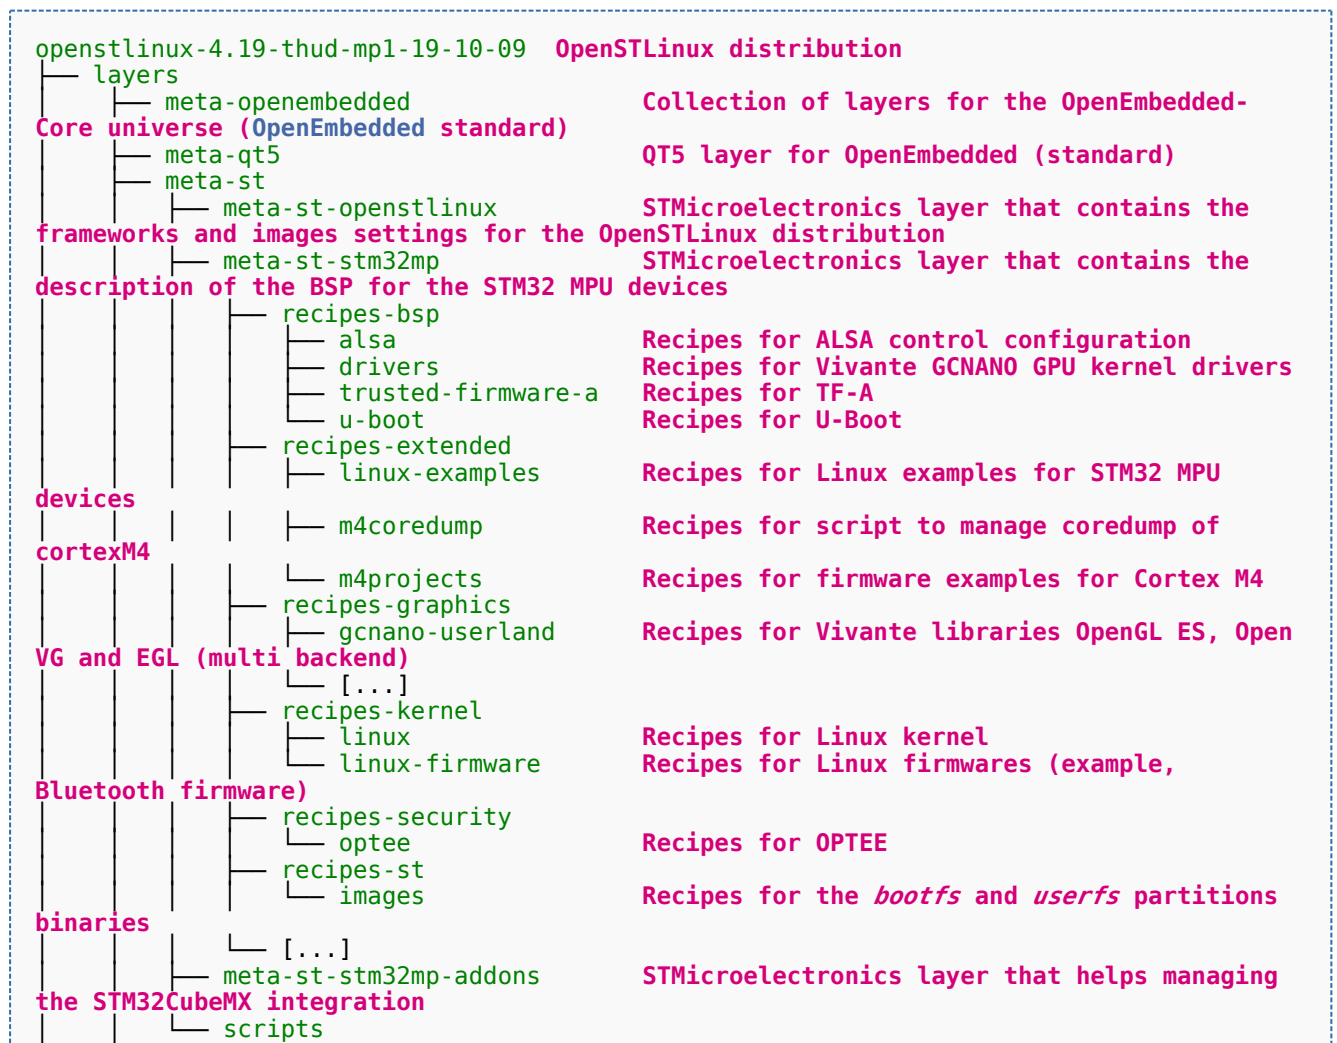 openstlinux-4.19-thud-mp1-19-10-09  OpenSTLinux distribution
├── layers
│    ├── meta-openembedded                Collection of layers for the OpenEmbedded-
Core universe (OpenEmbedded standard)
│    ├── meta-qt5                         QT5 layer for OpenEmbedded (standard)
│    ├── meta-st
│    │   ├── meta-st-openstlinux          STMicroelectronics layer that contains the
frameworks and images settings for the OpenSTLinux distribution
│    │   ├── meta-st-stm32mp              STMicroelectronics layer that contains the
description of the BSP for the STM32 MPU devices
│    │   │   ├── recipes-bsp
│    │   │   │   ├── alsa                 Recipes for ALSA control configuration
│    │   │   │   ├── drivers              Recipes for Vivante GCNANO GPU kernel drivers
│    │   │   │   ├── trusted-firmware-a   Recipes for TF-A
│    │   │   │   └── u-boot               Recipes for U-Boot
│    │   │   ├── recipes-extended
│    │   │   │   ├── linux-examples       Recipes for Linux examples for STM32 MPU
devices
│    │   │   │   ├── m4coredump           Recipes for script to manage coredump of
cortexM4
│    │   │   │   └── m4projects           Recipes for firmware examples for Cortex M4
│    │   │   ├── recipes-graphics
│    │   │   │   ├── gcnano-userland      Recipes for Vivante libraries OpenGL ES, Open
VG and EGL (multi backend)
│    │   │   │   └── [...]
│    │   │   ├── recipes-kernel
│    │   │   │   ├── linux                Recipes for Linux kernel
│    │   │   │   └── linux-firmware       Recipes for Linux firmwares (example,
Bluetooth firmware)
│    │   │   ├── recipes-security
│    │   │   │   └── optee                Recipes for OPTEE
│    │   │   ├── recipes-st
│    │   │   │   └── images               Recipes for the bootfs and userfs partitions
binaries
│    │   │   └── [...]
│    │   ├── meta-st-stm32mp-addons       STMicroelectronics layer that helps managing
the STM32CubeMX integration
│    │   └── scripts